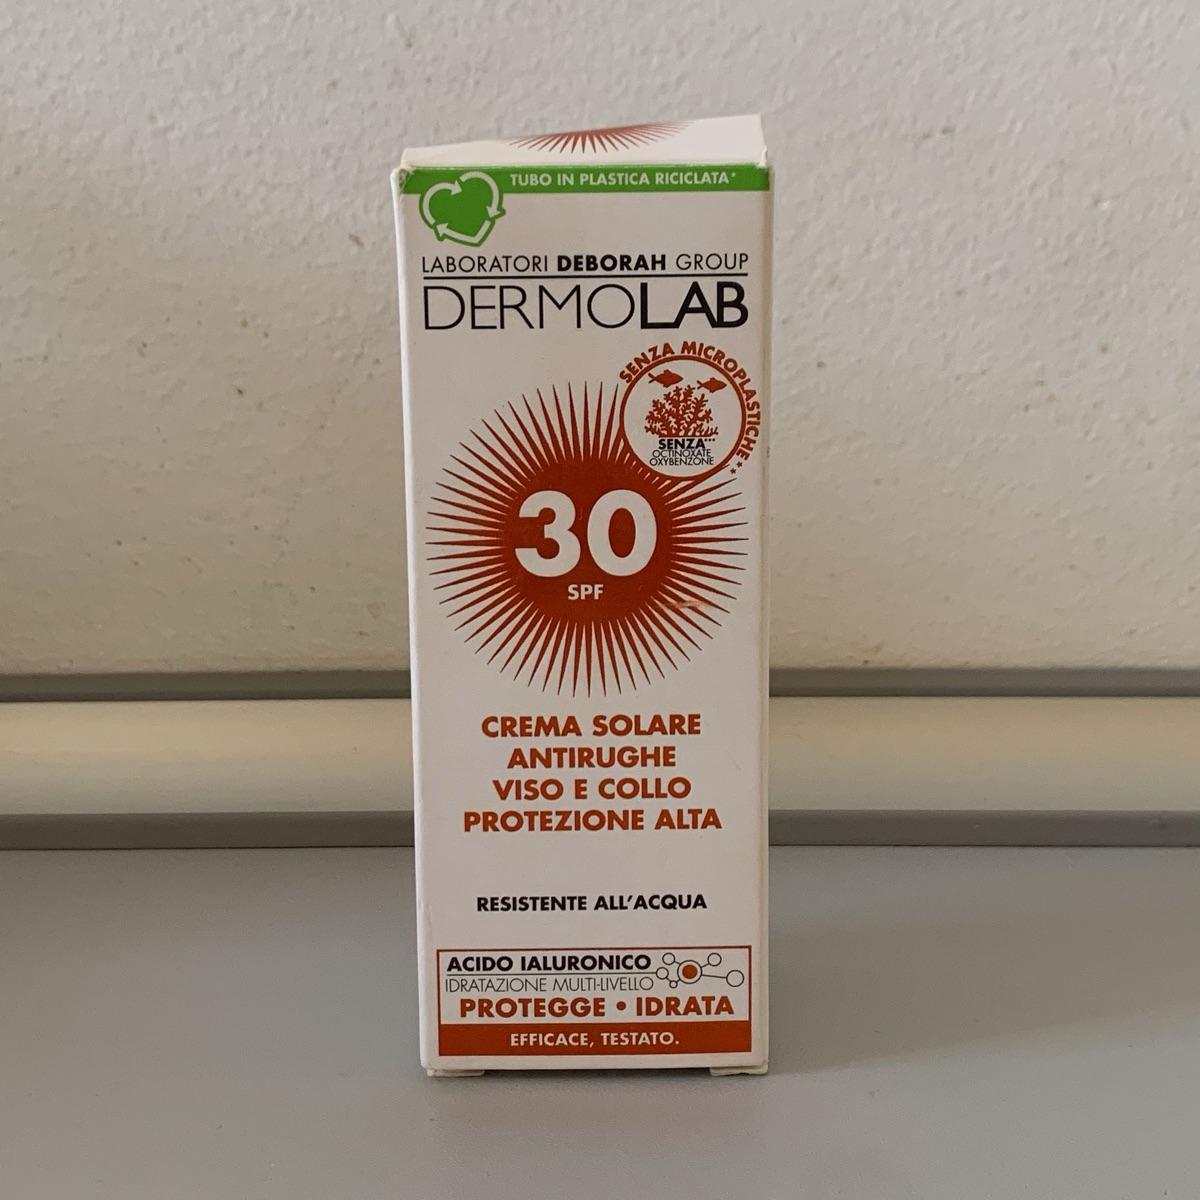 TUBO IN PLASTICA RICICLATA*
LABORATORI DEBORAH GROUP
DERMOLAB
SENZA MICROPLASTICHE**
SENZA***
OCTINOXATE
OXYBENZONE
30
SPF
CREMA SOLARE
ANTIRUGHE
VISO E COLLO
PROTEZIONE ALTA
RESISTENTE ALL'ACQUA
ACIDO IALURONICO
IDRATAZIONE MULTI-LIVELLO
PROTEGGE • IDRATA
EFFICACE, TESTATO.